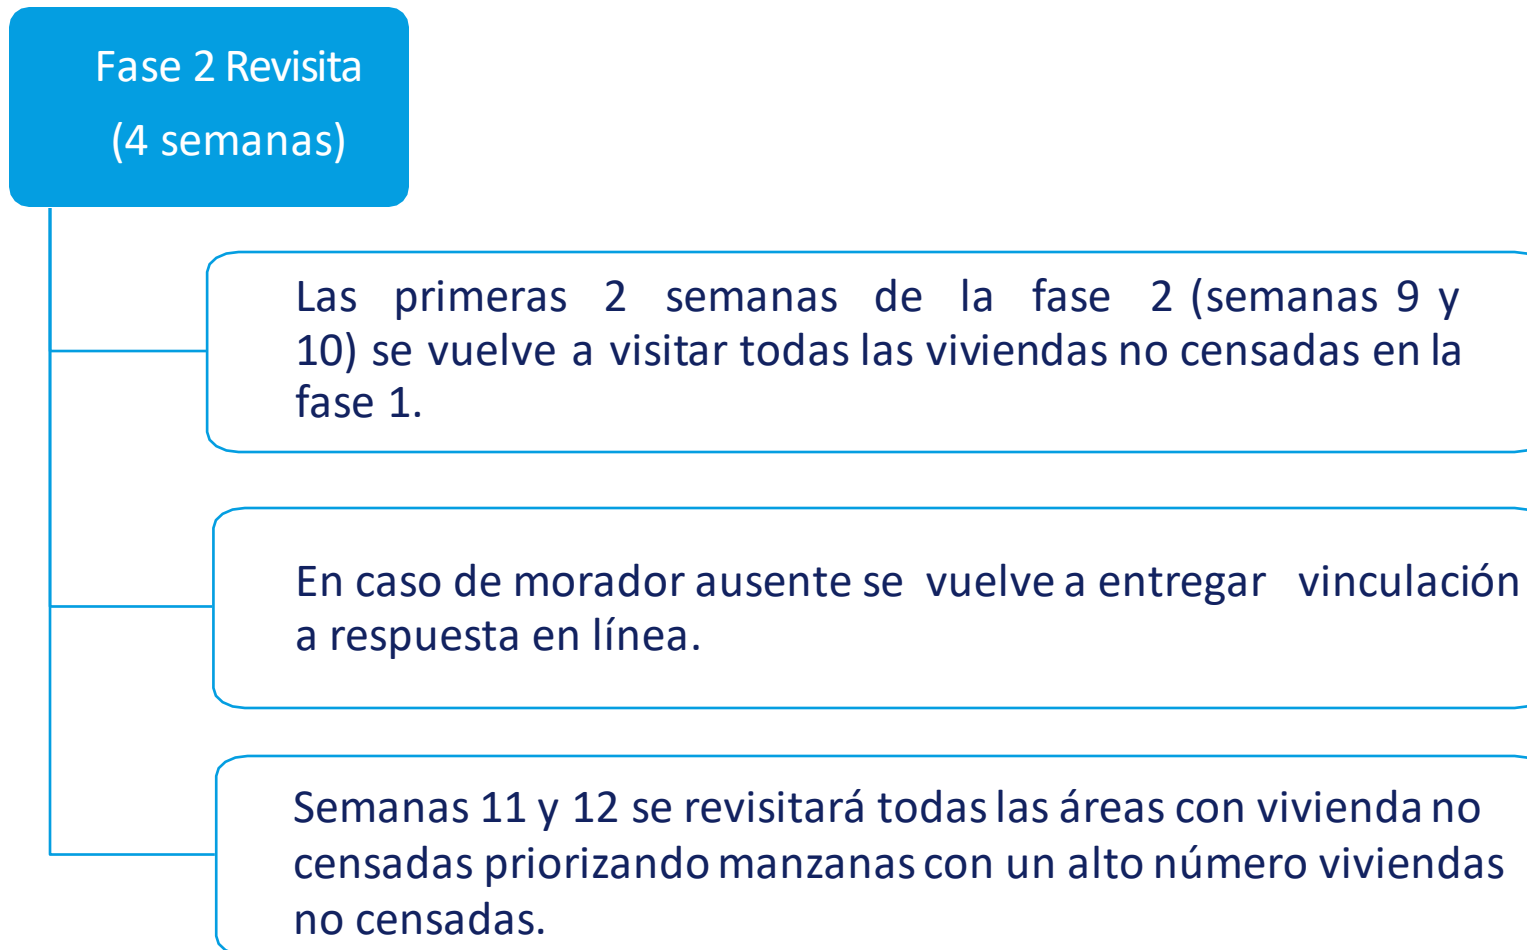 Fase 2 Revisita
(4 semanas)
Las primeras 2 semanas de la fase 2 (semanas 9 y
10) se vuelve a visitar todas las viviendas no censadas en la
fase 1.
En caso de morador ausente se vuelve a entregar vinculación
a respuesta en línea.
Semanas 11 y 12 se revisitará todas las áreas con vivienda no
censadas priorizando manzanas con un alto número viviendas
no censadas.